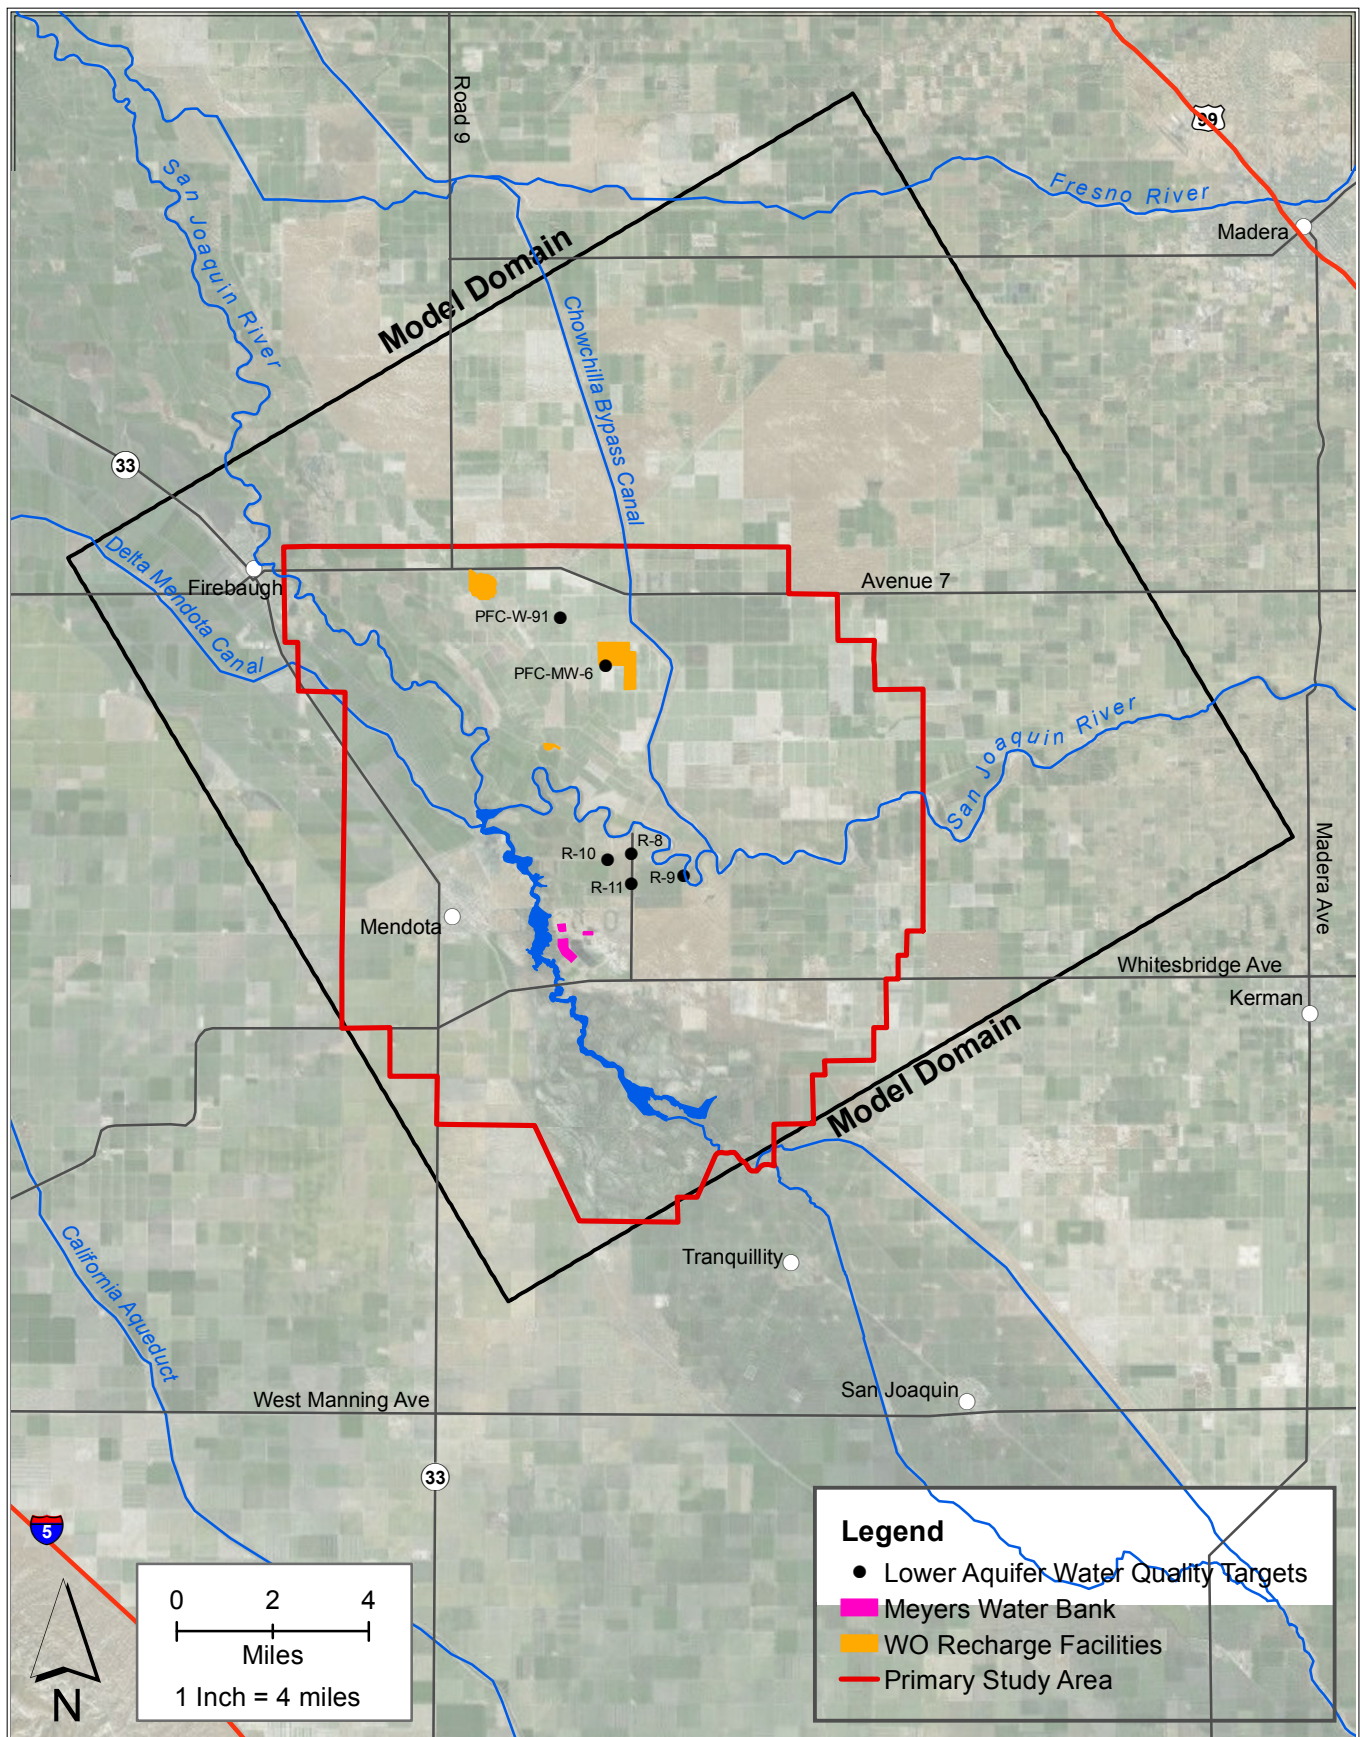 Road 9
99
San Joaquin River
Fresno River
Madera
Model Domain
Chowchilla Bypass Canal
33
Delta Mendota Canal
Firebaugh
Avenue 7
PFC-W-91
PFC-MW-6
San Joaquin River
R-8
R-10
R-9
R-11
Madera Ave
Mendota
Whitesbridge Ave
Kerman
Model Domain
Tranquillity
California Aqueduct
San Joaquin
West Manning Ave
33
5
N
0 2 4
Miles
1 Inch = 4 miles
Legend
Lower Aquifer Water Quality Targets
Meyers Water Bank
WO Recharge Facilities
Primary Study Area